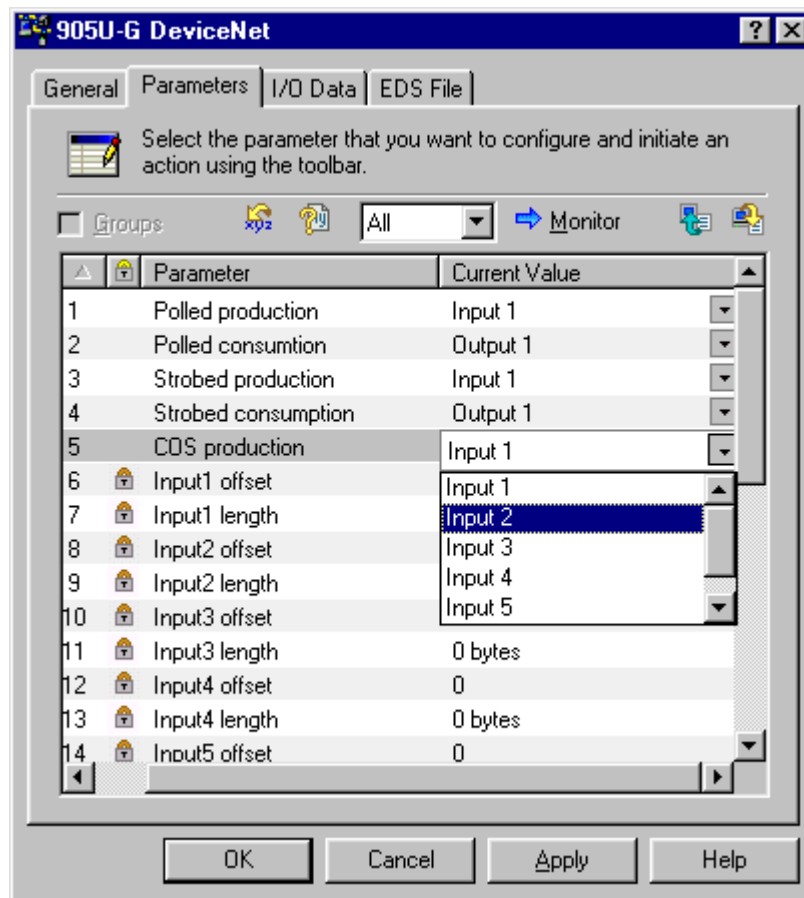 905U-G DeviceNet
General Parameters I/O Data EDS File
Select the parameter that you want to configure and initiate an
action using the toolbar.
Groups xyz All Monitor
Parameter Current Value
1 Polled production Input 1
2 Polled consumtion Output 1
3 Strobed production Input 1
4 Strobed consumption Output 1
5 COS production Input 1
6 Input1 offset Input 1
7 Input1 length Input 2
8 Input2 offset Input 3
9 Input2 length Input 4
10 Input3 offset Input 5
11 Input3 length 0 bytes
12 Input4 offset 0
13 Input4 length 0 bytes
14 Input5 offset 0
OK Cancel Apply Help